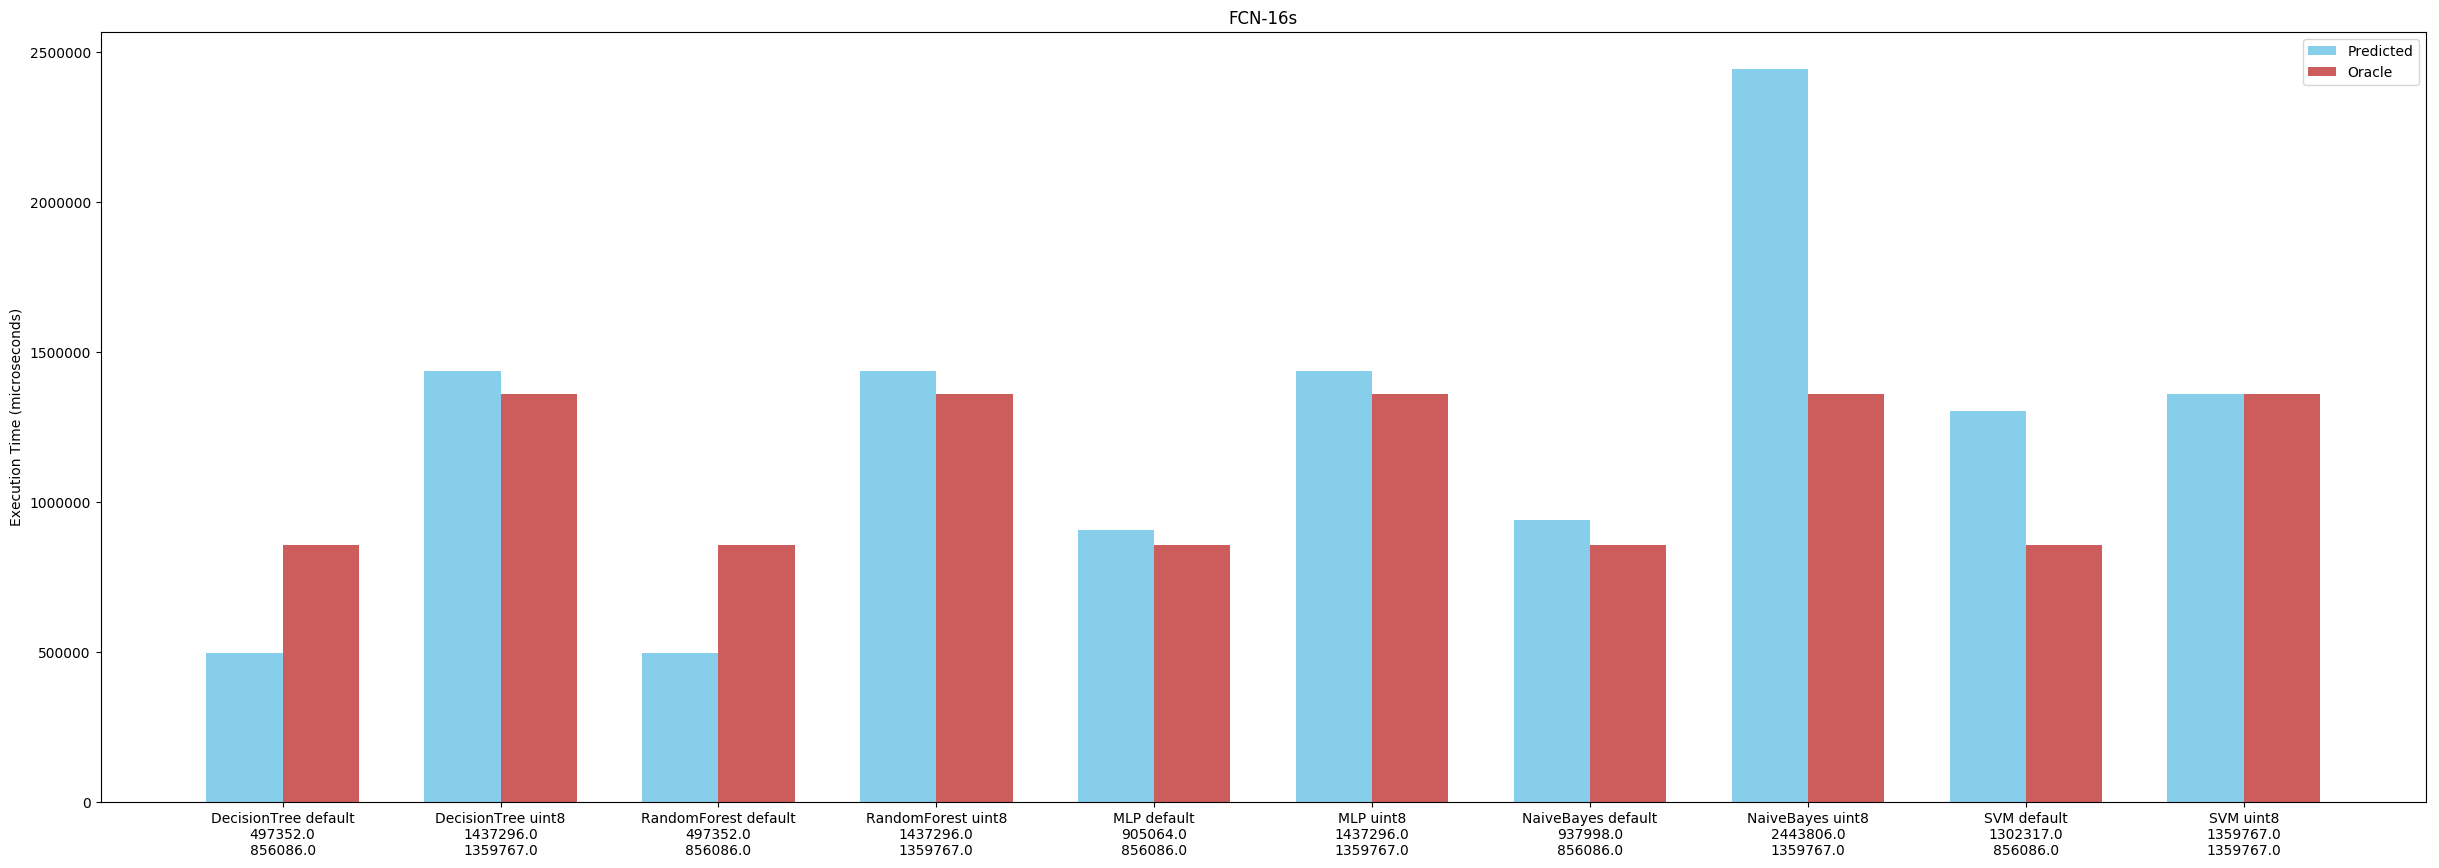 FCN-16s
Predicted
Oracle
Execution Time (microseconds)
2500000
2000000
1500000
1000000
500000
0
DecisionTree default
497352.0
856086.0
DecisionTree uint8
1437296.0
1359767.0
RandomForest default
497352.0
856086.0
RandomForest uint8
1437296.0
1359767.0
MLP default
905064.0
856086.0
MLP uint8
1437296.0
1359767.0
NaiveBayes default
937998.0
856086.0
NaiveBayes uint8
2443806.0
1359767.0
SVM default
1302317.0
856086.0
SVM uint8
1359767.0
1359767.0